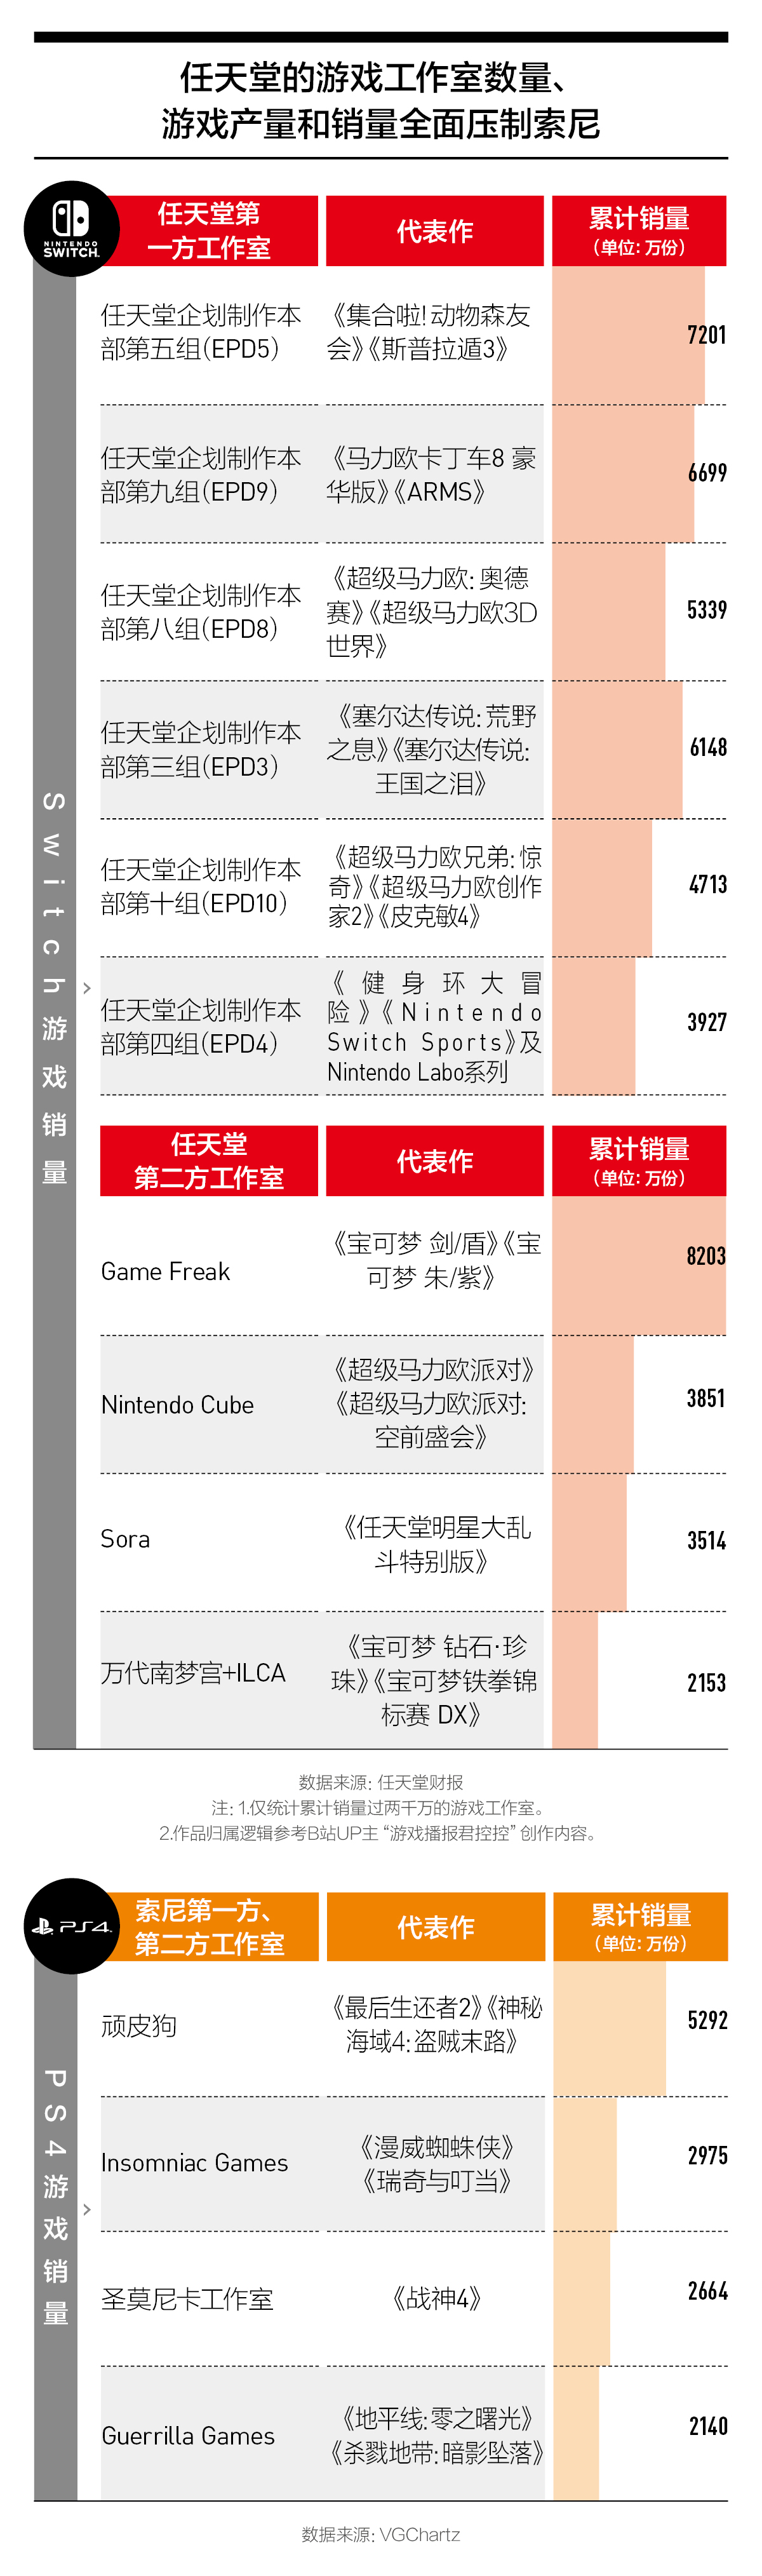 任天堂的游戏工作室数量、
游戏产量和销量全面压制索尼
NINTENDO
SWITCH
任天堂第
一方工作室
代表作
累计销量
（单位：万份）
Switch游戏销量
任天堂企划制作本
部第五组（EPD5）
《集合啦！动物森友
会》《斯普拉遁3》
7201
任天堂企划制作本
部第九组（EPD9）
《马力欧卡丁车8 豪
华版》《ARMS》
6699
任天堂企划制作本
部第八组（EPD8）
《超级马力欧：奥德
赛》《超级马力欧3D
世界》
5339
任天堂企划制作本
部第三组（EPD3）
《塞尔达传说：荒野
之息》《塞尔达传说：
王国之泪》
6148
任天堂企划制作本
部第十组（EPD10）
《超级马力欧兄弟：惊
奇》《超级马力欧创作
家2》《皮克敏4》
4713
任天堂企划制作本
部第四组（EPD4）
《健身环大冒
险》《Nintendo
Switch Sports》及
Nintendo Labo系列
3927
任天堂
第二方工作室
代表作
累计销量
（单位：万份）
Game Freak
《宝可梦 剑/盾》《宝
可梦 朱/紫》
8203
Nintendo Cube
《超级马力欧派对》
《超级马力欧派对：
空前盛会》
3851
Sora
《任天堂明星大乱
斗特别版》
3514
万代南梦宫+ILCA
《宝可梦 钻石·珍
珠》《宝可梦铁拳锦
标赛 DX》
2153
数据来源：任天堂财报
注：1.仅统计累计销量过两千万的游戏工作室。
2.作品归属逻辑参考B站UP主“游戏播报君控控”创作内容。
PS4
索尼第一方、
第二方工作室
代表作
累计销量
（单位：万份）
PS4游戏销量
顽皮狗
《最后生还者2》《神秘
海域4：盗贼末路》
5292
Insomniac Games
《漫威蜘蛛侠》
《瑞奇与叮当》
2975
圣莫尼卡工作室
《战神4》
2664
Guerrilla Games
《地平线：零之曙光》
《杀戮地带：暗影坠落》
2140
数据来源：VGChartz